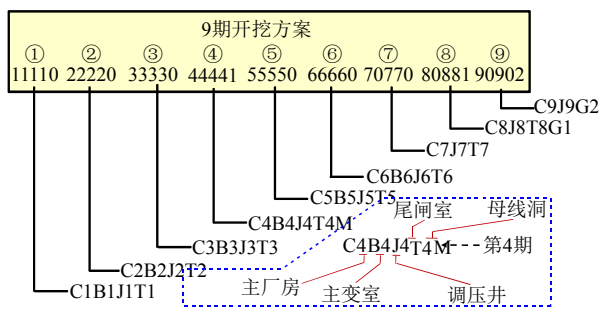 9期开挖方案
① ② ③ ④ ⑤ ⑥ ⑦ ⑧ ⑨
11110 22220 33330 44441 55550 66660 70770 80881 90902
C9J9G2
C8J8T8G1
C7J7T7
C6B6J6T6
C5B5J5T5
C4B4J4T4M
C3B3J3T3
C2B2J2T2
C1B1J1T1
尾闸室 母线洞
C4B4J4T4M 第4期
主厂房 主变室 调压井